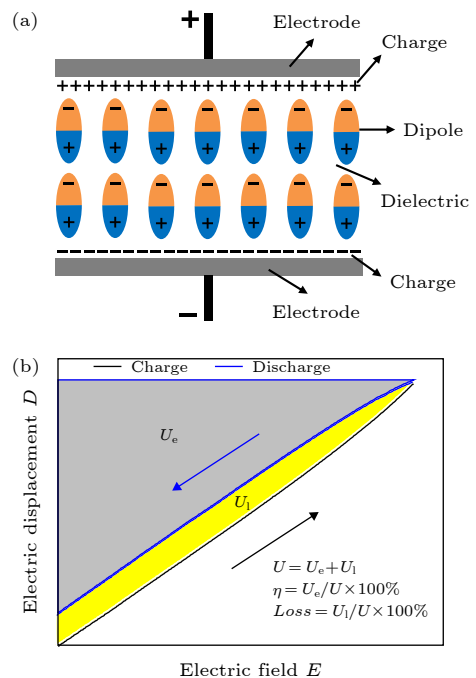 (a)
+
Electrode
Charge
+++++++++++++++++++++++
− − − − − − −
Dipole
+ + + + + + +
− − − − − − −
Dielectric
+ + + + + + +
Charge
−
Electrode
(b)
Charge
Discharge
Electric displacement D
Uₑ
Uₗ
U = Uₑ + Uₗ
η = Uₑ/U × 100%
Loss = Uₗ/U × 100%
Electric field E